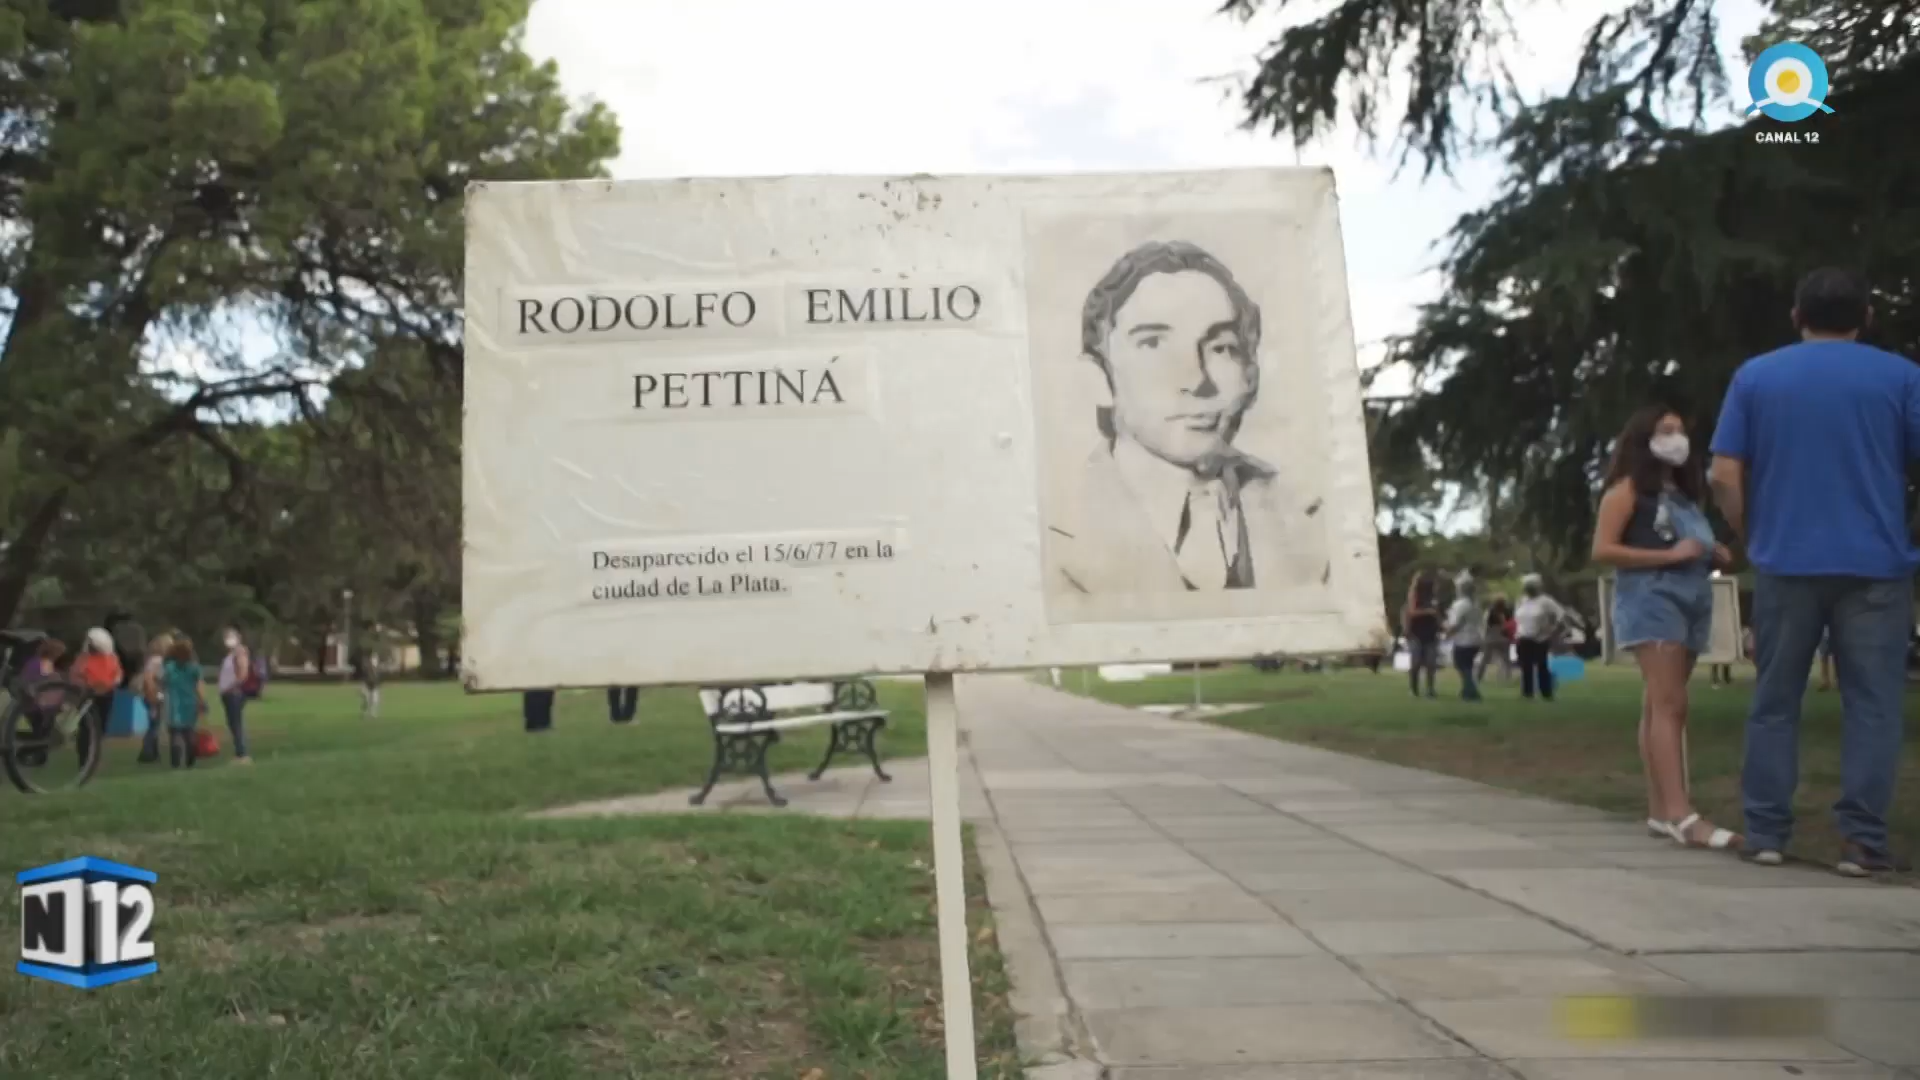 CANAL 12
RODOLFO EMILIO
PETTINÁ
Desaparecido el 15/6/77 en la
ciudad de La Plata.
N12